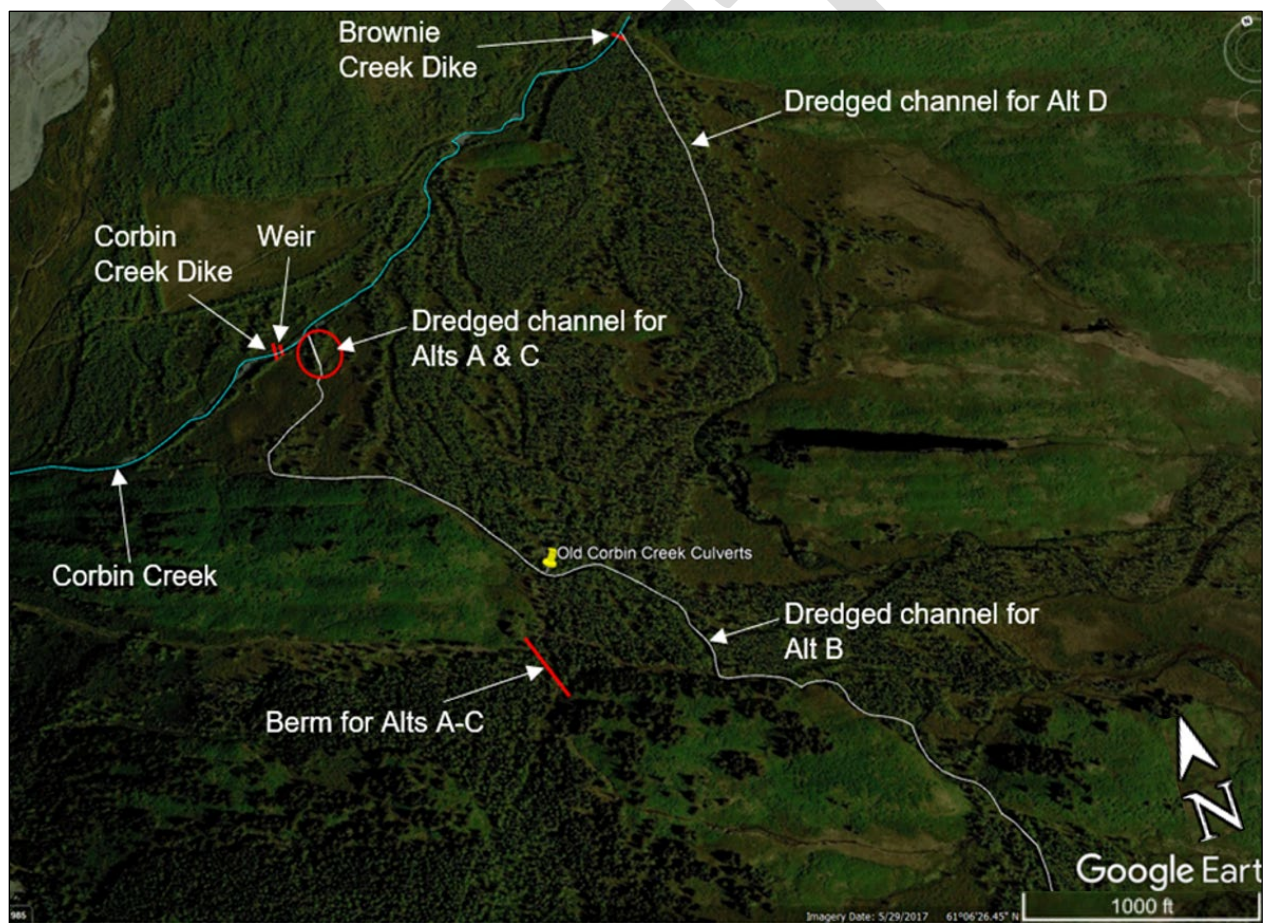 Brownie
Creek Dike
Dredged channel for Alt D
Corbin
Creek Dike
Weir
Dredged channel for
Alts A & C
Corbin Creek
Old Corbin Creek Culverts
Dredged channel for
Alt B
Berm for Alts A-C
N
Google Eart
1000 ft
Imagery Date: 5/29/2017 61°06'26.45" N
985